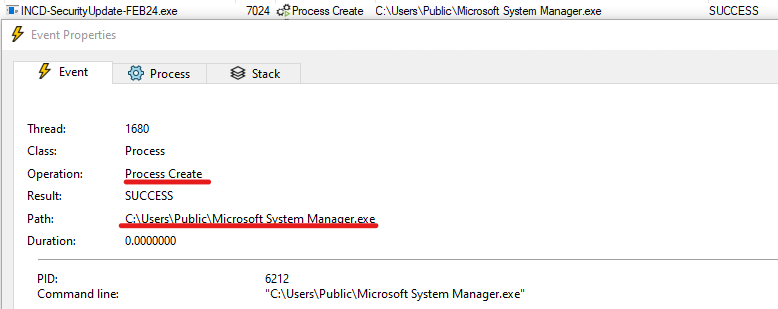 INCD-SecurityUpdate-FEB24.exe 7024 Process Create C:\Users\Public\Microsoft System Manager.exe SUCCESS
Event Properties
Event Process Stack
Thread: 1680
Class: Process
Operation: Process Create
Result: SUCCESS
Path: C:\Users\Public\Microsoft System Manager.exe
Duration: 0.0000000
PID: 6212
Command line: "C:\Users\Public\Microsoft System Manager.exe"